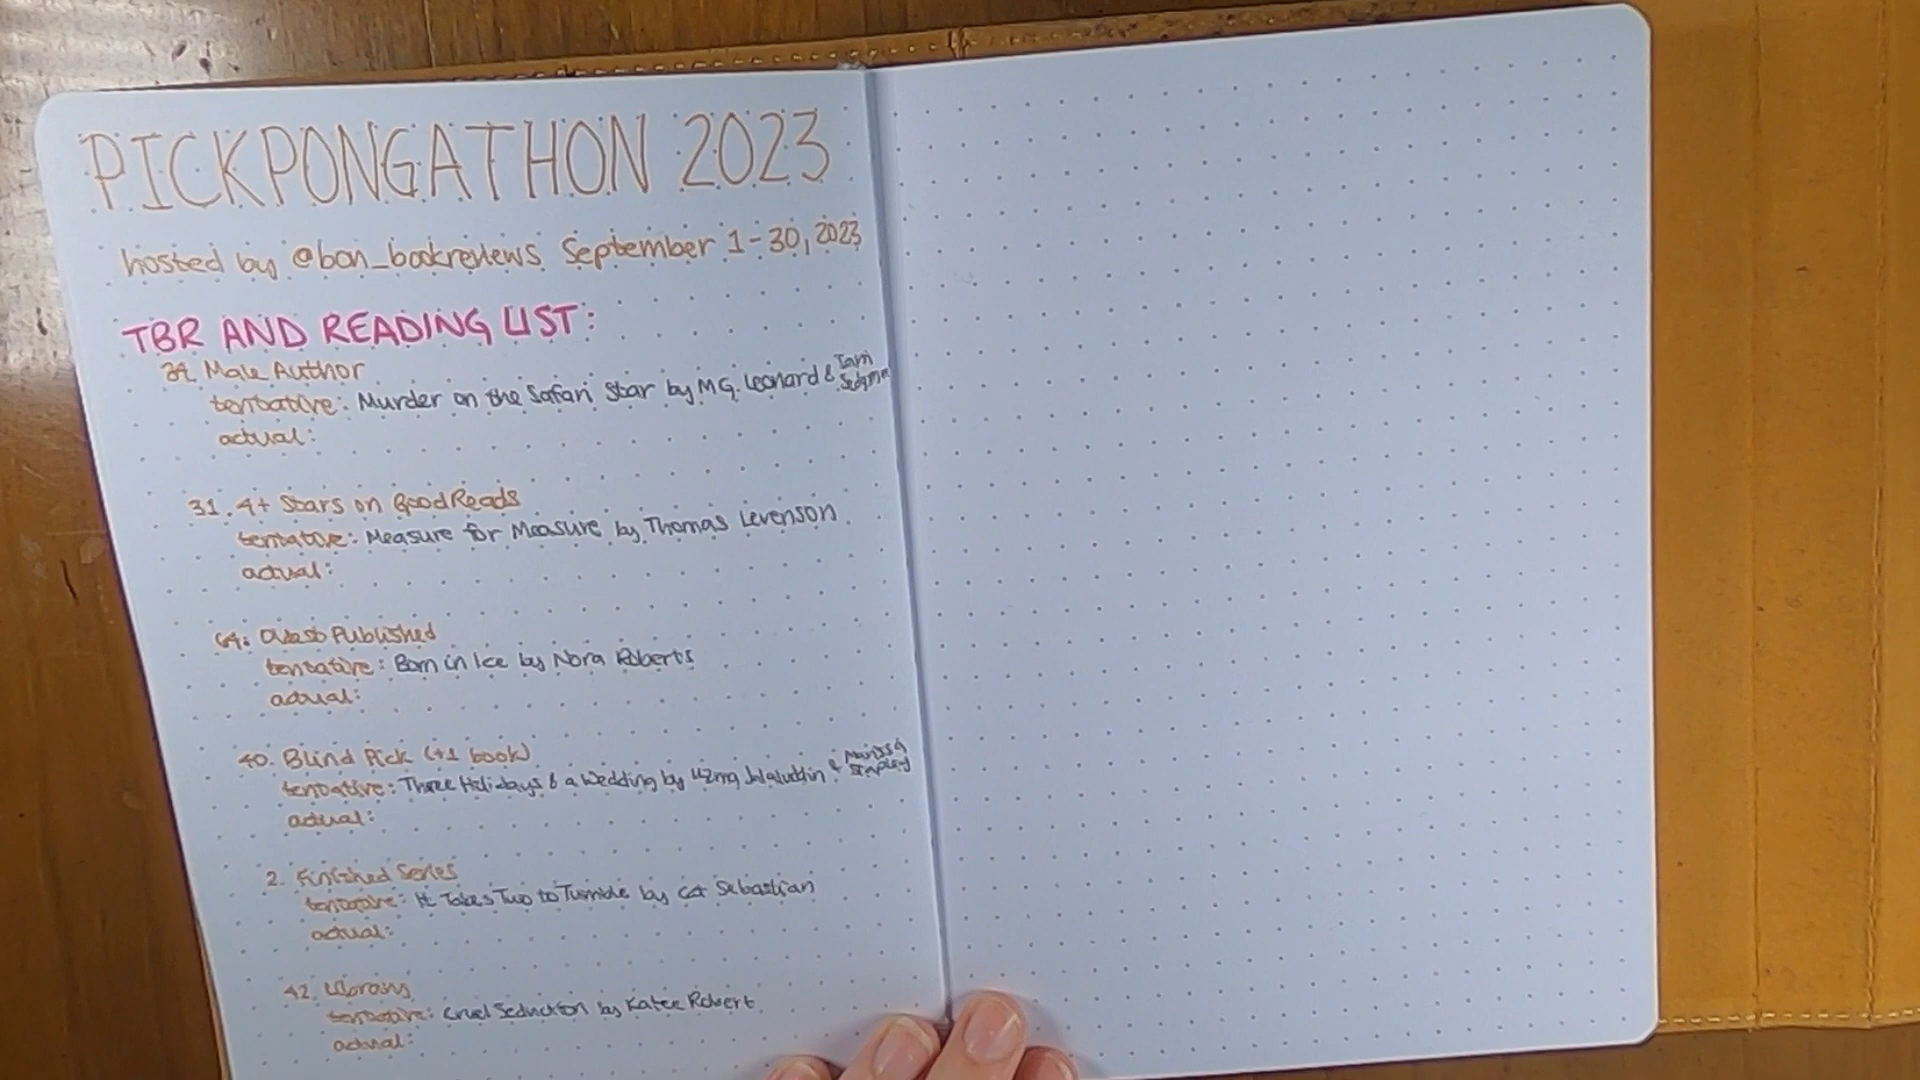 PICKPONGATHON 2023
hosted by @ban_bookreviews September 1-30, 2023
TBR AND READING LIST:
39. Male Author
tentative: Murder on the Safari Star by M.G. Leonard & Sam Sedgman
actual:
31. 4+ Stars on GoodReads
tentative: Measure for Measure by Thomas Levenson
actual:
64. Oldest Published
tentative: Born in Ice by Nora Roberts
actual:
40. Blind Pick (+1 book)
tentative: Three Holidays & a Wedding by Uzma Jalaluddin & Marissa Stapley
actual:
2. Finished Series
tentative: It Takes Two to Tumble by Cat Sebastian
actual:
42. Library
tentative: Cruel Seduction by Katee Robert
actual: